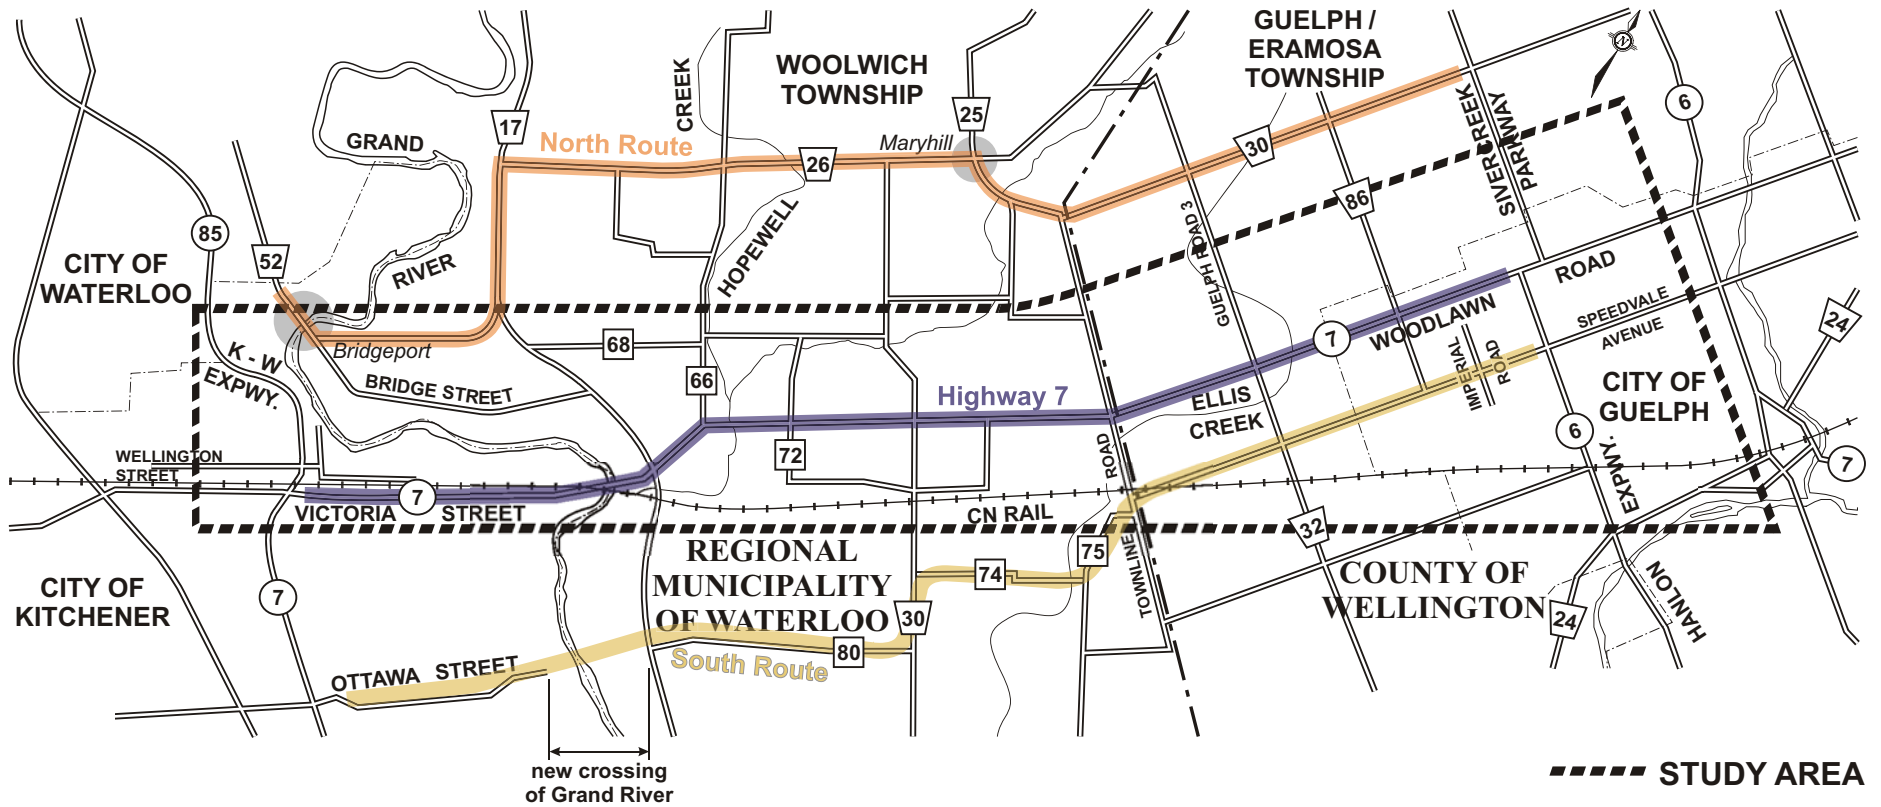 GUELPH /
ERAMOSA
TOWNSHIP
WOOLWICH
TOWNSHIP
CREEK
N
6
25
17
GRAND
North Route
Maryhill
26
30
SIVERCREEK
PARKWAY
86
GUELPH ROAD 3
HOPEWELL
85
52
RIVER
CITY OF
WATERLOO
ROAD
SPEEDVALE
AVENUE
24
WOODLAWN
7
68
Bridgeport
K - W
EXPWY.
BRIDGE STREET
66
Highway 7
ELLIS
CREEK
IMPERIAL
ROAD
CITY OF
GUELPH
6
EXPWY.
7
WELLINGTON
STREET
72
ROAD
7
VICTORIA STREET
CN RAIL
32
REGIONAL
MUNICIPALITY
OF WATERLOO
75
74
TOWNLINE
COUNTY OF
WELLINGTON
HANLON
24
CITY OF
KITCHENER
7
30
80
South Route
OTTAWA STREET
new crossing
of Grand River
STUDY AREA